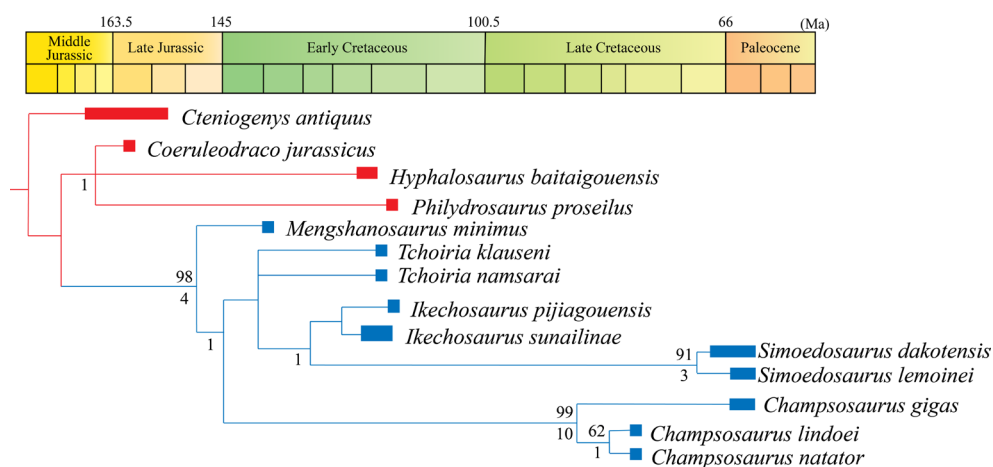 163.5 145 100.5 66 (Ma)
Middle
Jurassic
Late Jurassic
Early Cretaceous
Late Cretaceous
Paleocene
Cteniogenys antiquus
Coeruleodraco jurassicus
1
Hyphalosaurus baitaigouensis
Philydrosaurus proseilus
Mengshanosaurus minimus
Tchoiria klauseni
98
Tchoiria namsarai
4
Ikechosaurus pijiagouensis
1
Ikechosaurus sunailinae
1
91
Simoedosaurus dakotensis
3
Simoedosaurus lemoinei
99
Champsosaurus gigas
10
62
Champsosaurus lindoei
1
Champsosaurus natator